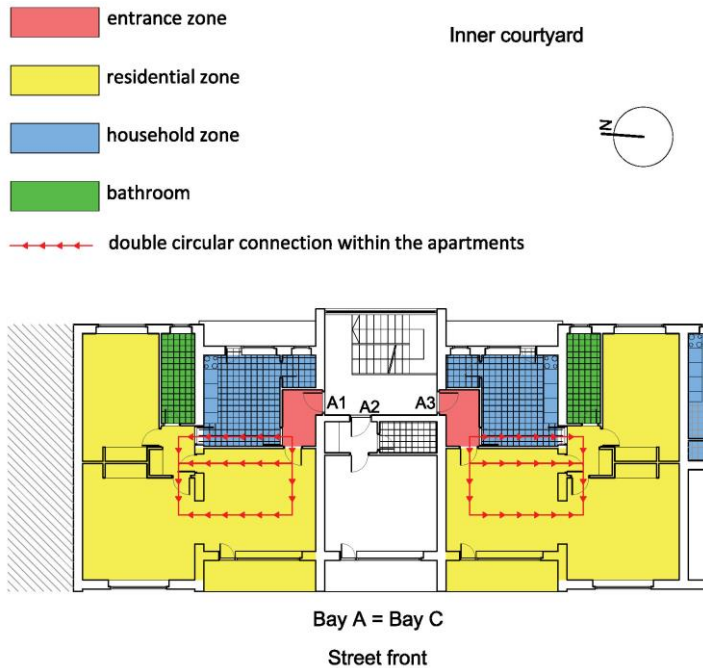 entrance zone
Inner courtyard
residential zone
household zone
IN
bathroom
double circular connection within the apartments
A1 A2 A3
Bay A = Bay C
Street front